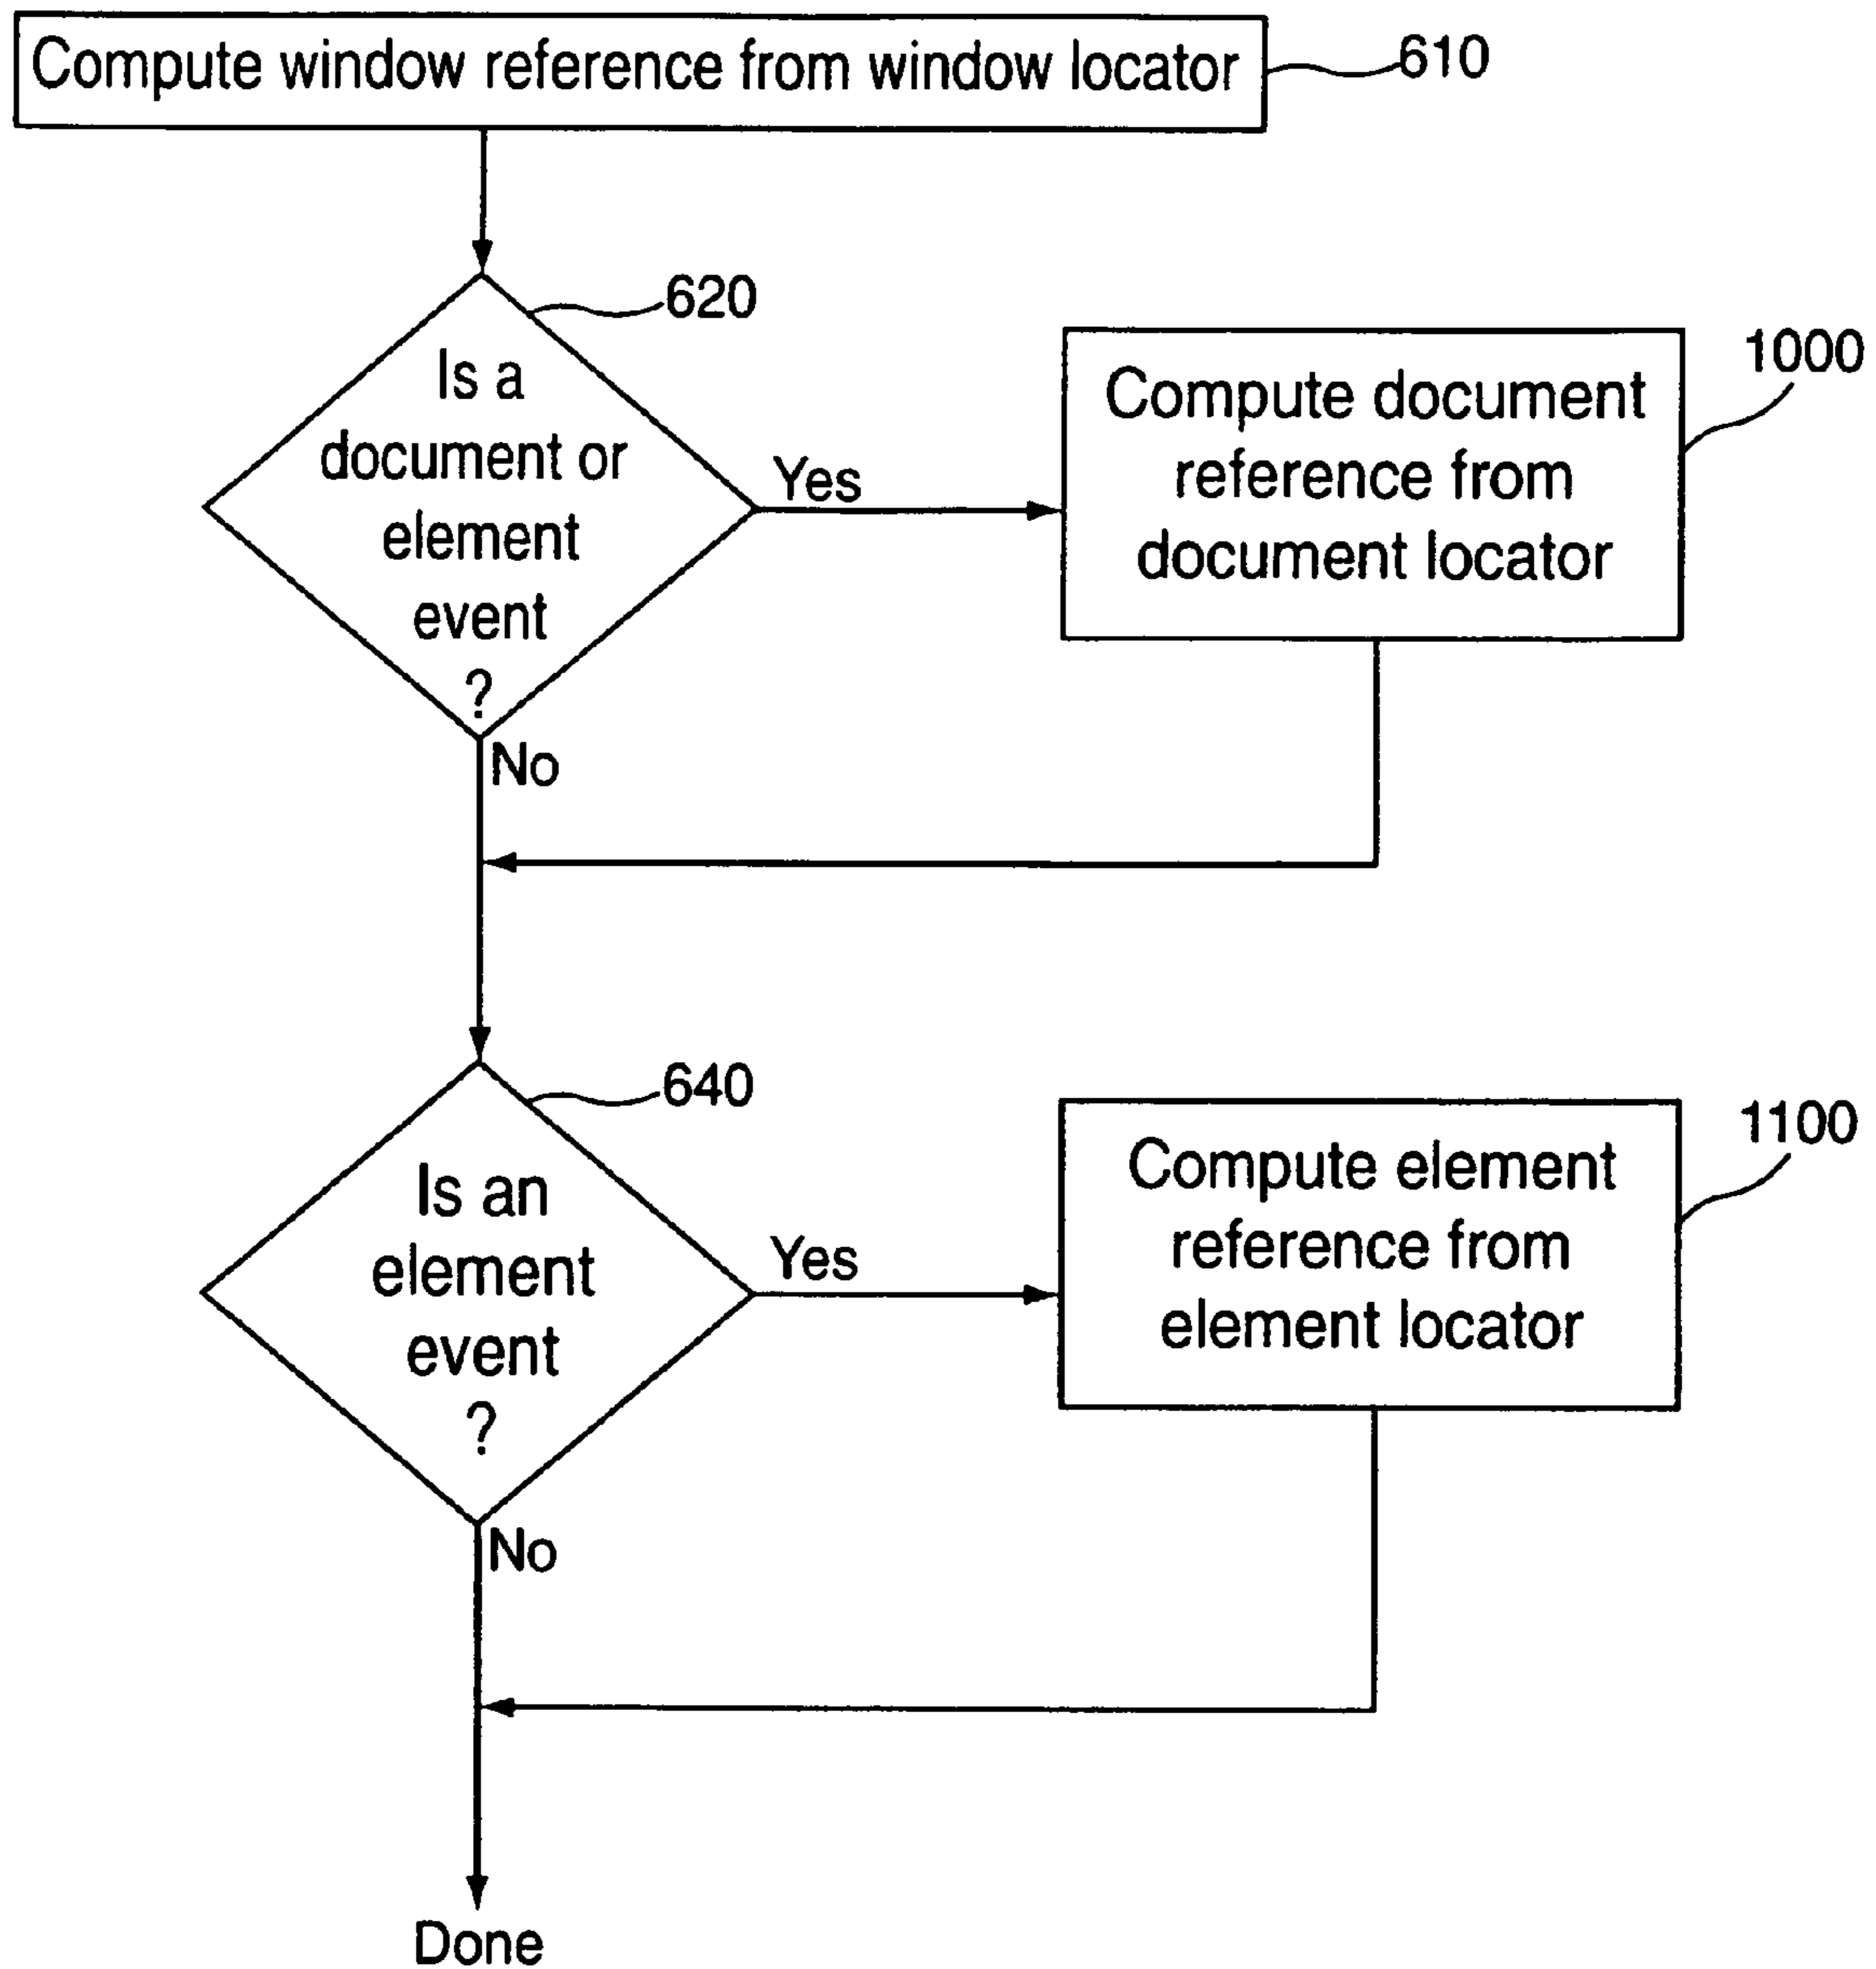 Compute window reference from window locator
610
620
Is a
document or
element
event
?
Yes
No
1000
Compute document
reference from
document locator
640
Is an
element
event
?
Yes
No
1100
Compute element
reference from
element locator
Done